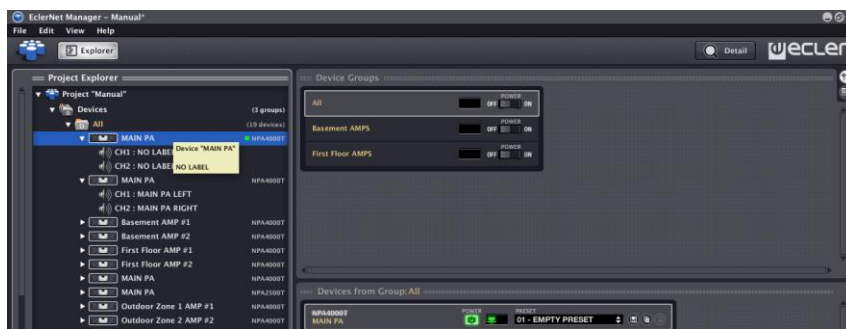 EclerNet Manager - Manual*
File Edit View Help
Explorer
Detail
ecler
Project Explorer
Project "Manual"
Devices (3 groups)
All (19 devices)
MAIN PA NPA4000T
CH1 : NO LABEL
CH2 : NO LABEL
Device "MAIN PA"
NO LABEL
MAIN PA NPA4000T
CH1 : MAIN PA LEFT
CH2 : MAIN PA RIGHT
Basement AMP #1 NPA4000T
Basement AMP #2 NPA4000T
First Floor AMP #1 NPA4000T
First Floor AMP #2 NPA4000T
MAIN PA NPA4000T
MAIN PA NPA2500T
Outdoor Zone 1 AMP #1 NPA4000T
Outdoor Zone 2 AMP #2 NPA4000T
Device Groups
All POWER OFF ON
Basement AMPS POWER OFF ON
First Floor AMPS POWER OFF ON
Devices from Group: All
NPA4000T POWER PRESET
MAIN PA 01 - EMPTY PRESET